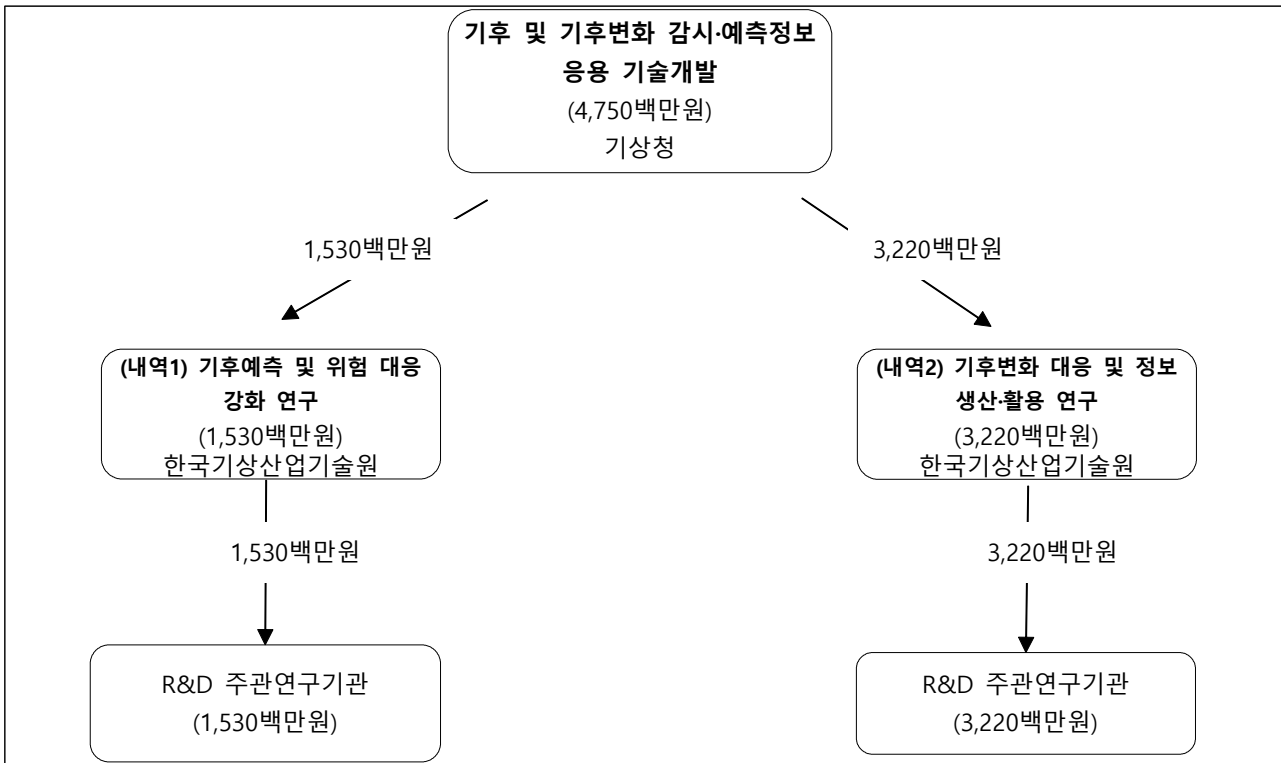 기후 및 기후변화 감시·예측정보
응용 기술개발
(4,750백만원)
기상청
1,530백만원
3,220백만원
(내역1) 기후예측 및 위험 대응
강화 연구
(1,530백만원)
한국기상산업기술원
(내역2) 기후변화 대응 및 정보
생산·활용 연구
(3,220백만원)
한국기상산업기술원
1,530백만원
3,220백만원
R&D 주관연구기관
(1,530백만원)
R&D 주관연구기관
(3,220백만원)